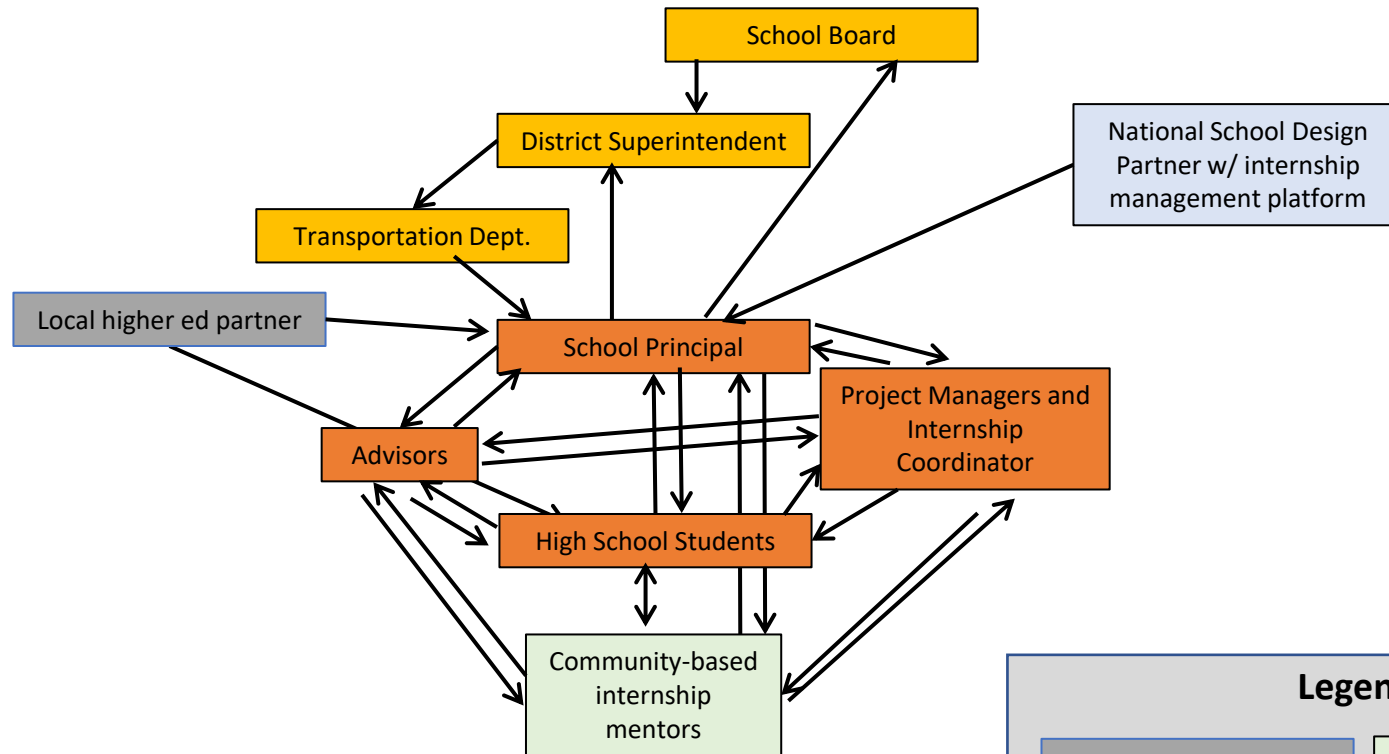 School Board
National School Design
Partner w/ internship
management platform
District Superintendent
Transportation Dept.
Local higher ed partner
School Principal
Project Managers and
Internship
Coordinator
Advisors
High School Students
Community-based
internship
mentors
Legen